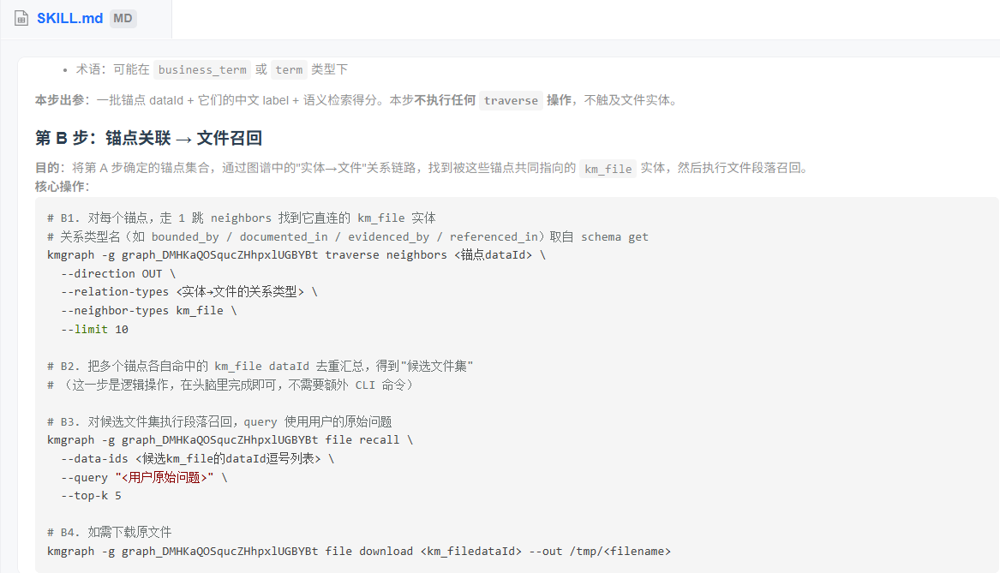 SKILL.md MD
• 术语：可能在 business_term 或 term 类型下
本步出参：一批锚点 dataId + 它们的中文 label + 语义检索得分。本步不执行任何 traverse 操作，不触及文件实体。
第 B 步：锚点关联 → 文件召回
目的：将第 A 步确定的锚点集合，通过图谱中的"实体→文件"关系链路，找到被这些锚点共同指向的 km_file 实体，然后执行文件段落召回。
核心操作：
# B1. 对每个锚点，走 1 跳 neighbors 找到它直连的 km_file 实体
# 关系类型名（如 bounded_by / documented_in / evidenced_by / referenced_in）取自 schema get
kmgraph -g graph_DMHKaQOSqucZHhpxlUGBYBt traverse neighbors <锚点dataId> \
--direction OUT \
--relation-types <实体→文件的关系类型> \
--neighbor-types km_file \
--limit 10
# B2. 把多个锚点各自命中的 km_file dataId 去重汇总，得到"候选文件集"
# （这一步是逻辑操作，在头脑里完成即可，不需要额外 CLI 命令）
# B3. 对候选文件集执行段落召回，query 使用用户的原始问题
kmgraph -g graph_DMHKaQOSqucZHhpxlUGBYBt file recall \
--data-ids <候选km_file的dataId逗号列表> \
--query "<用户原始问题>" \
--top-k 5
# B4. 如需下载原文件
kmgraph -g graph_DMHKaQOSqucZHhpxlUGBYBt file download <km_filedataId> --out /tmp/<filename>